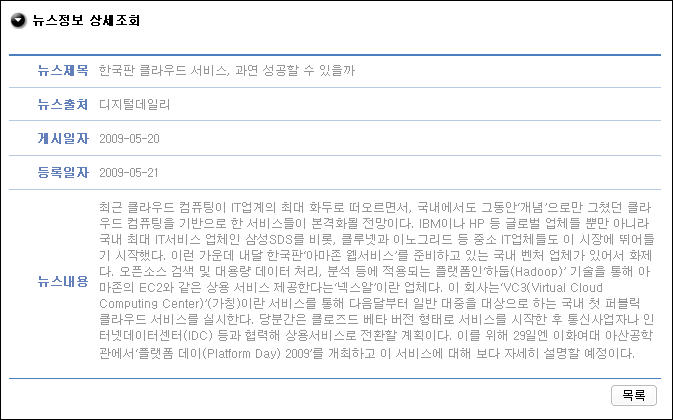 뉴스정보 상세조회
뉴스제목 한국판 클라우드 서비스, 과연 성공할 수 있을까
뉴스출처 디지털데일리
게시일자 2009-05-20
등록일자 2009-05-21
최근 클라우드 컴퓨팅이 IT업계의 최대 화두로 떠오르면서, 국내에서도 그동안‘개념’으로만 그쳤던 클라
우드 컴퓨팅을 기반으로 한 서비스들이 본격화될 전망이다. IBM이나 HP 등 글로벌 업체들 뿐만 아니라
국내 최대 IT서비스 업체인 삼성SDS를 비롯, 클루넷과 이노그리드 등 중소 IT업체들도 이 시장에 뛰어들
기 시작했다. 이런 가운데 내달 한국판‘아마존 웹서비스’를 준비하고 있는 국내 벤처 업체가 있어서 화제
뉴스내용 다. 오픈소스 검색 및 대용량 데이터 처리, 분석 등에 적용되는 플랫폼인‘하둡(Hadoop)’ 기술을 통해 아
마존의 EC2와 같은 상용 서비스 제공한다는‘넥스알’이란 업체다. 이 회사는‘VC3(Virtual Cloud
Computing Center)’(가칭)이란 서비스를 통해 다음달부터 일반 대중을 대상으로 하는 국내 첫 퍼블릭
클라우드 서비스를 실시한다. 당분간은 클로즈드 베타 버전 형태로 서비스를 시작한 후 통신사업자나 인
터넷데이터센터(IDC) 등과 협력해 상용서비스로 전환할 계획이다. 이를 위해 29일엔 이화여대 아산공학
관에서‘플랫폼 데이(Platform Day) 2009’를 개최하고 이 서비스에 대해 보다 자세히 설명할 예정이다.
목록